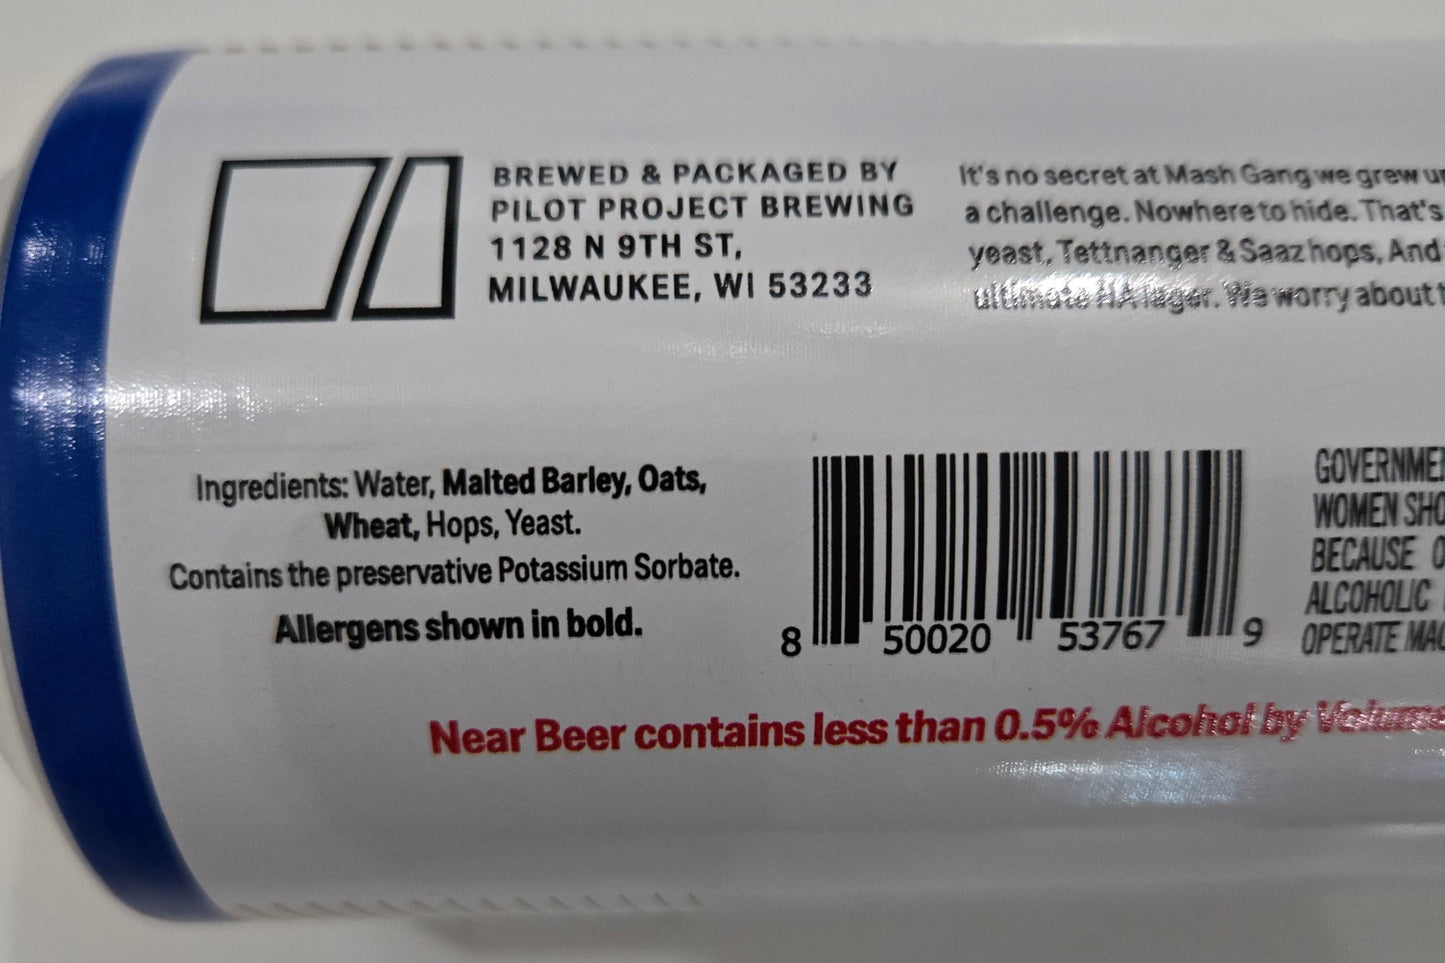 BREWED & PACKAGED BY
PILOT PROJECT BREWING
1128 N 9TH ST,
MILWAUKEE, WI 53233
It's no secret at Mash Gang we grew
a challenge. Nowhere to hide. That's
yeast, Tettnanger & Saaz hops, And
ultimate NA lager. We worry about
Ingredients: Water, Malted Barley, Oats,
Wheat, Hops, Yeast.
Contains the preservative Potassium Sorbate.
Allergens shown in bold.
8 50020 53767 9
WOMEN
BECAUSE
ALCOHOLIC
OPERATE
Near Beer contains less than 0.5% Alcohol by Volume